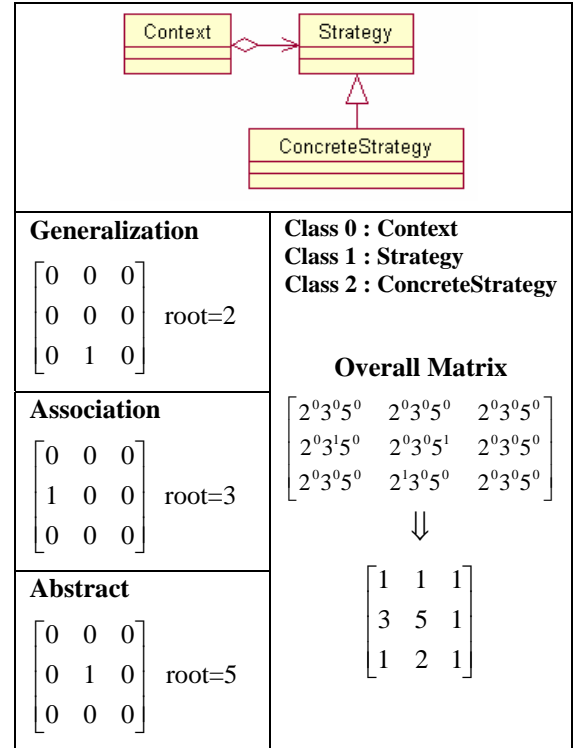 Context Strategy
ConcreteStrategy
Generalization
[0 0 0]
[0 0 0] root=2
[0 1 0]
Association
[0 0 0]
[1 0 0] root=3
[0 0 0]
Abstract
[0 0 0]
[0 1 0] root=5
[0 0 0]
Class 0 : Context
Class 1 : Strategy
Class 2 : ConcreteStrategy
Overall Matrix
[2⁰3⁰5⁰ 2⁰3⁰5⁰ 2⁰3⁰5⁰]
[2⁰3¹5⁰ 2⁰3⁰5¹ 2⁰3⁰5⁰]
[2⁰3⁰5⁰ 2¹3⁰5⁰ 2⁰3⁰5⁰]
⇓
[1 1 1]
[3 5 1]
[1 2 1]